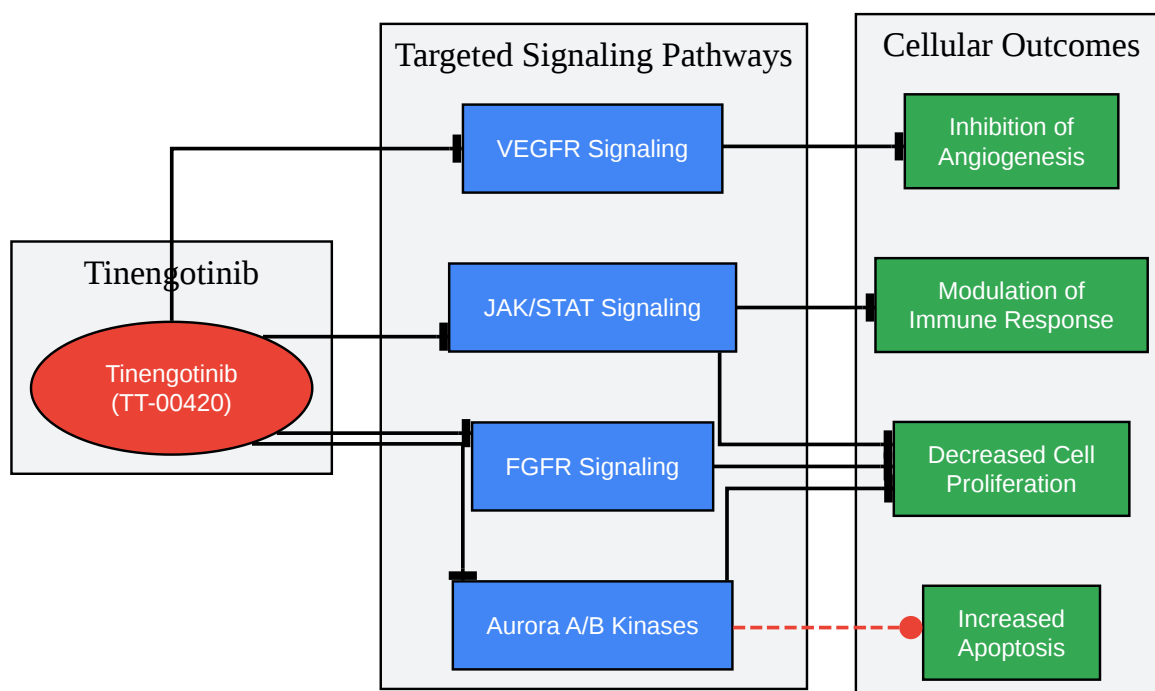 Tinengotinib
Tinengotinib
(TT-00420)
Targeted Signaling Pathways
VEGFR Signaling
JAK/STAT Signaling
FGFR Signaling
Aurora A/B Kinases
Cellular Outcomes
Inhibition of
Angiogenesis
Modulation of
Immune Response
Decreased Cell
Proliferation
Increased
Apoptosis